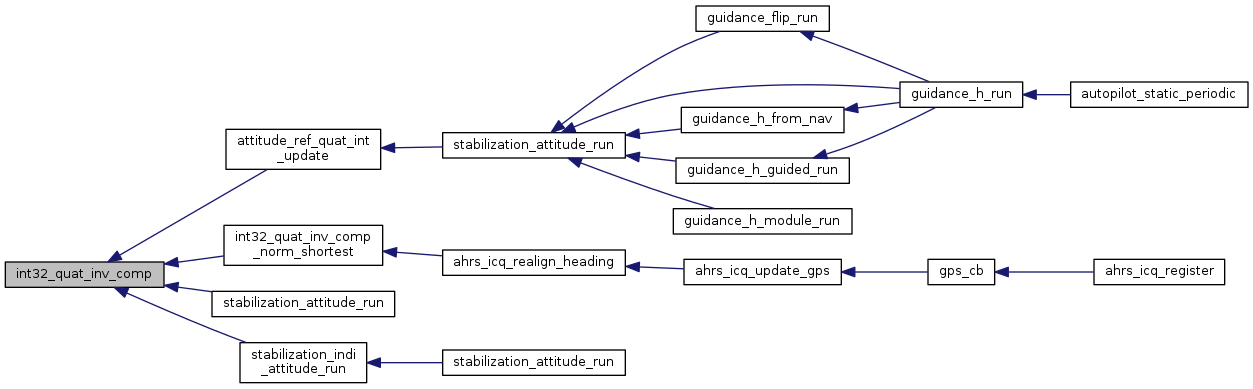 guidance_flip_run
guidance_h_run
autopilot_static_periodic
guidance_h_from_nav
attitude_ref_quat_int
_update
stabilization_attitude_run
guidance_h_guided_run
guidance_h_module_run
int32_quat_inv_comp
int32_quat_inv_comp
_norm_shortest
ahrs_icq_realign_heading
ahrs_icq_update_gps
gps_cb
ahrs_icq_register
stabilization_attitude_run
stabilization_indi
_attitude_run
stabilization_attitude_run